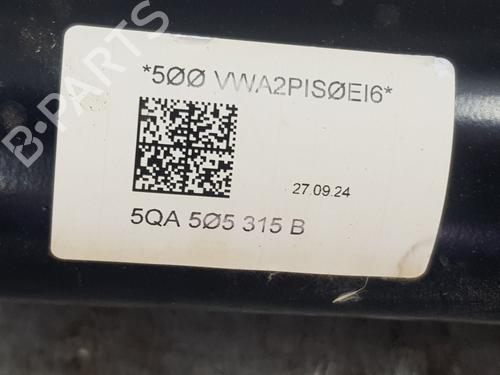 B-PARTS
*5ØØ VWA2PISØEI6*
27.09.24
5QA 5Ø5 315 B